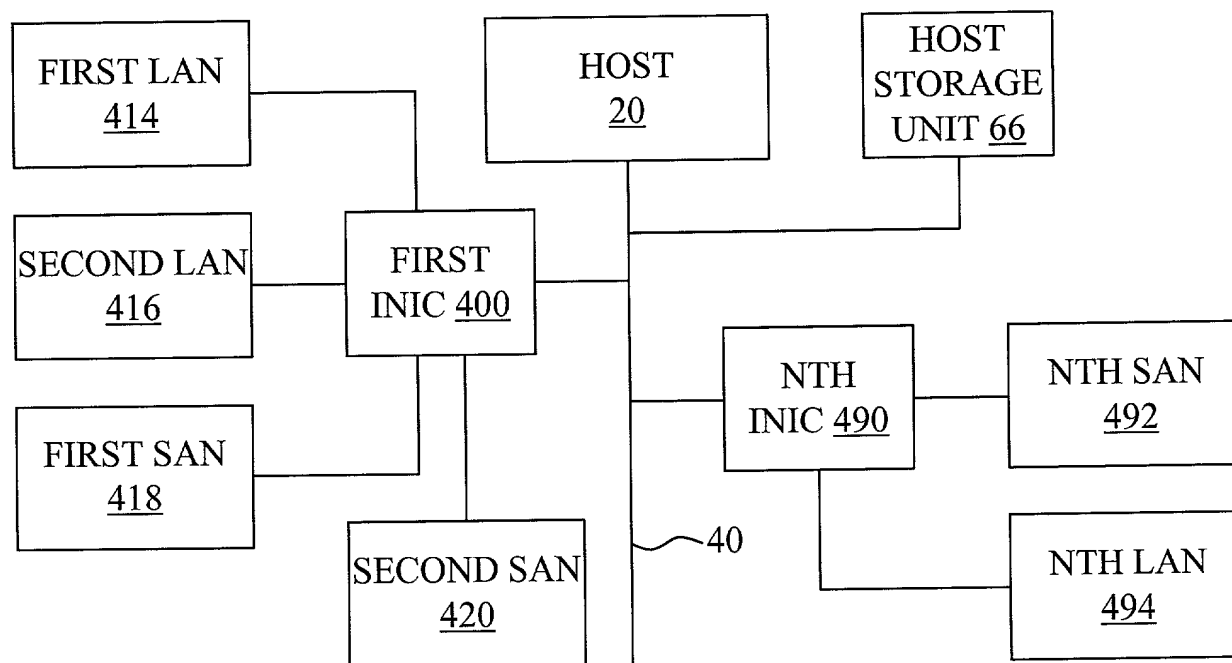 FIRST LAN
414
HOST
20
HOST
STORAGE
UNIT 66
SECOND LAN
416
FIRST
INIC 400
NTH
INIC 490
NTH SAN
492
FIRST SAN
418
SECOND SAN
420
40
NTH LAN
494